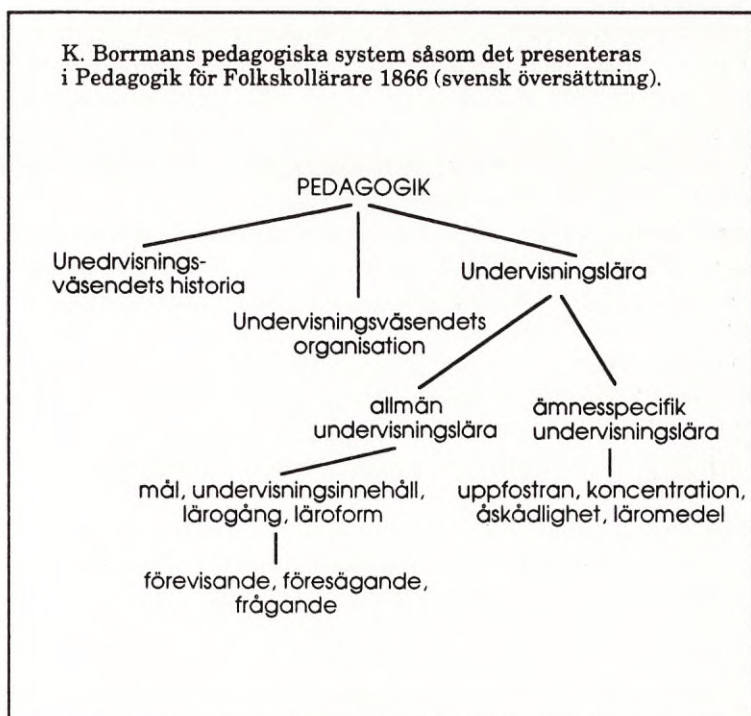 K. Borrmans pedagogiska system såsom det presenteras
i Pedagogik för Folkskollärare 1866 (svensk översättning).
PEDAGOGIK
Unedrvisnings-
väsendets historia
Undervisningslära
Undervisningsväsendets
organisation
allmän
undervisningslära
ämnesspecifik
undervisningslära
mål, undervisningsinnehåll,
lärogång, läroform
uppfostran, koncentration,
åskådlighet, läromedel
förevisande, föresägande,
frågande